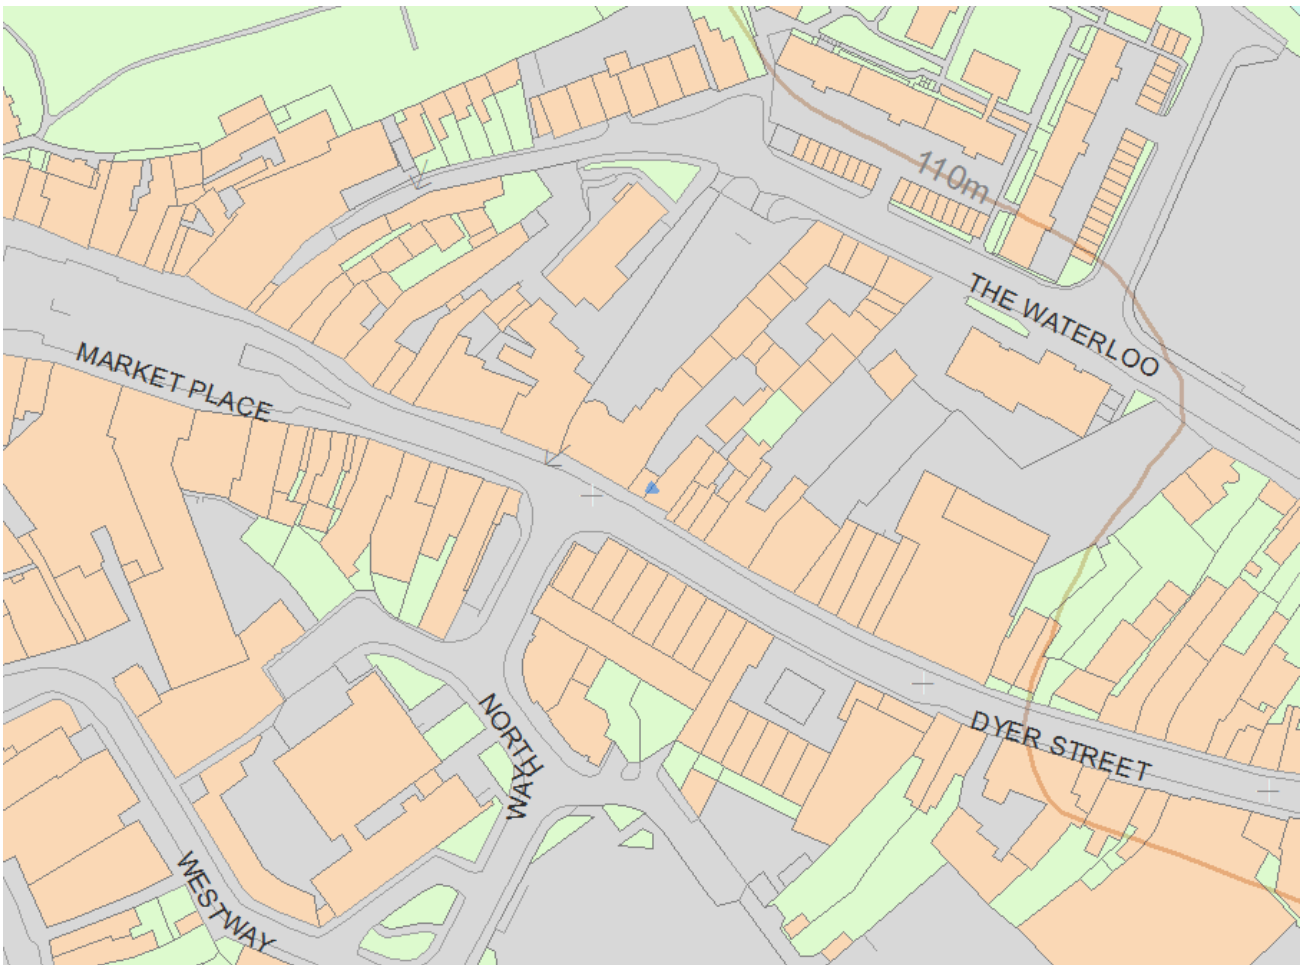 110m
THE WATERLOO
MARKET PLACE
NORTH WAY
DYER STREET
WESTWAY